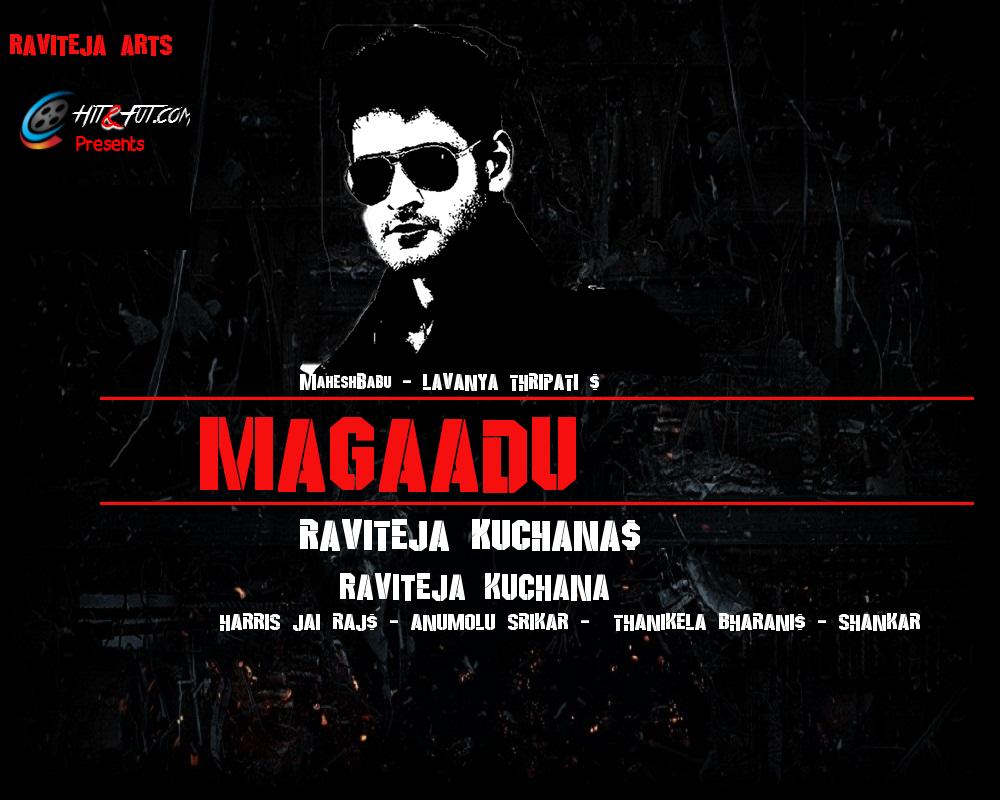 RAVITEJA ARTS
HIT&FUT.COM
Presents
MAHESHBABU - LAVANYA THRIPATI $
MAGAADU
RAVITEJA KUCHANA$
RAVITEJA KUCHANA
HARRIS JAI RAJ$ - ANUMOLU SRIKAR - THANIKELA BHARANI$ - SHANKAR